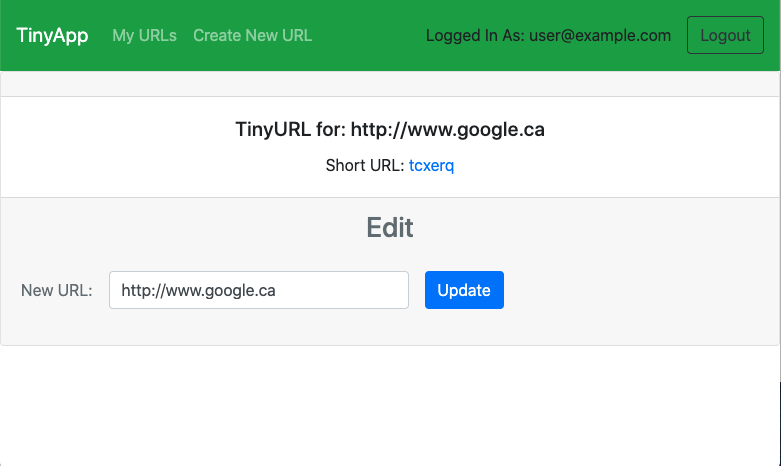 TinyApp My URLs Create New URL Logged In As: user@example.com Logout
TinyURL for: http://www.google.ca
Short URL: tcxerq
Edit
New URL: http://www.google.ca Update